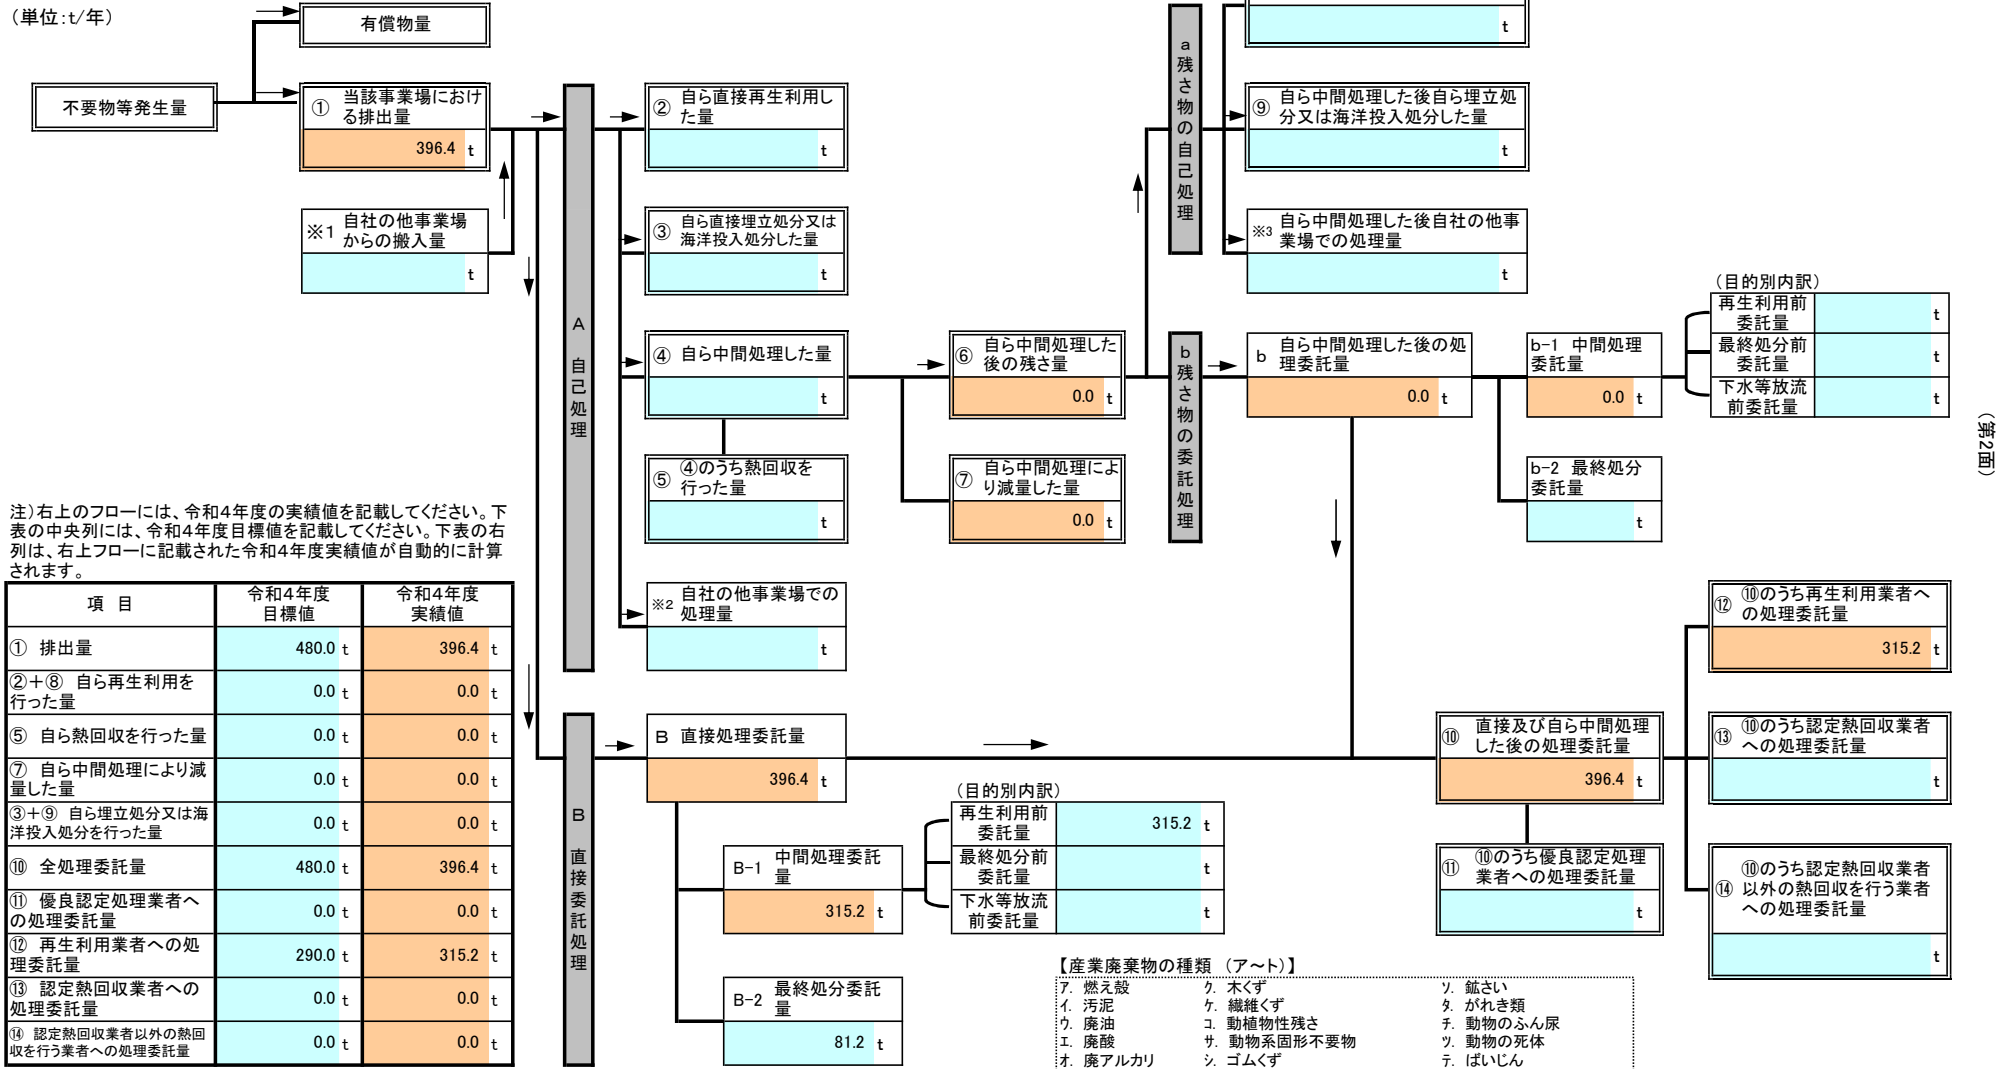 (単位:t/年)
有償物量
不要物等発生量
① 当該事業場におけ
る排出量
396.4 t
※1 自社の他事業場
からの搬入量
t
A 自己処理
② 自ら直接再生利用し
た量
t
③ 自ら直接埋立処分又は
海洋投入処分した量
t
④ 自ら中間処理した量
t
⑤ ④のうち熱回収を
行った量
t
※2 自社の他事業場での
処理量
t
⑥ 自ら中間処理した
後の残さ量
0.0 t
⑦ 自ら中間処理によ
り減量した量
0.0 t
a残さ物の自己処理
t
⑨ 自ら中間処理した後自ら埋立処
分又は海洋投入処分した量
t
※3 自ら中間処理した後自社の他事
業場での処理量
t
b残さ物の委託処理
b 自ら中間処理した後の処
理委託量
0.0 t
b-1 中間処理
委託量
0.0 t
b-2 最終処分
委託量
t
(目的別内訳)
再生利用前
委託量
t
最終処分前
委託量
t
下水等放流
前委託量
t
(第2面)
注)右上のフローには、令和4年度の実績値を記載してください。下
表の中央列には、令和4年度目標値を記載してください。下表の右
列は、右上フローに記載された令和4年度実績値が自動的に計算
されます。
項 目 令和4年度 令和4年度
目標値 実績値
① 排出量 480.0 t 396.4 t
②+⑧ 自ら再生利用を
行った量 0.0 t 0.0 t
⑤ 自ら熱回収を行った量 0.0 t 0.0 t
⑦ 自ら中間処理により減
量した量 0.0 t 0.0 t
③+⑨ 自ら埋立処分又は海
洋投入処分を行った量 0.0 t 0.0 t
⑩ 全処理委託量 480.0 t 396.4 t
⑪ 優良認定処理業者へ
の処理委託量 0.0 t 0.0 t
⑫ 再生利用業者への処
理委託量 290.0 t 315.2 t
⑬ 認定熱回収業者への
処理委託量 0.0 t 0.0 t
⑭ 認定熱回収業者以外の熱回
収を行う業者への処理委託量 0.0 t 0.0 t
B 直接委託処理
B 直接処理委託量
396.4 t
B-1 中間処理委託
量
315.2 t
B-2 最終処分委託
量
81.2 t
(目的別内訳)
再生利用前
委託量
315.2 t
最終処分前
委託量
t
下水等放流
前委託量
t
⑩ 直接及び自ら中間処理
した後の処理委託量
396.4 t
⑪ ⑩のうち優良認定処理
業者への処理委託量
t
⑫ ⑩のうち再生利用業者へ
の処理委託量
315.2 t
⑬ ⑩のうち認定熱回収業者
への処理委託量
t
⑭ ⑩のうち認定熱回収業者
以外の熱回収を行う業者
への処理委託量
t
【産業廃棄物の種類 (ア~ト)】
ア. 燃え殻 ク. 木くず ソ. 鉱さい
イ. 汚泥 ケ. 繊維くず タ. がれき類
ウ. 廃油 コ. 動植物性残さ チ. 動物のふん尿
エ. 廃酸 サ. 動物系固形不要物 ツ. 動物の死体
オ. 廃アルカリ シ. ゴムくず テ. ばいじん